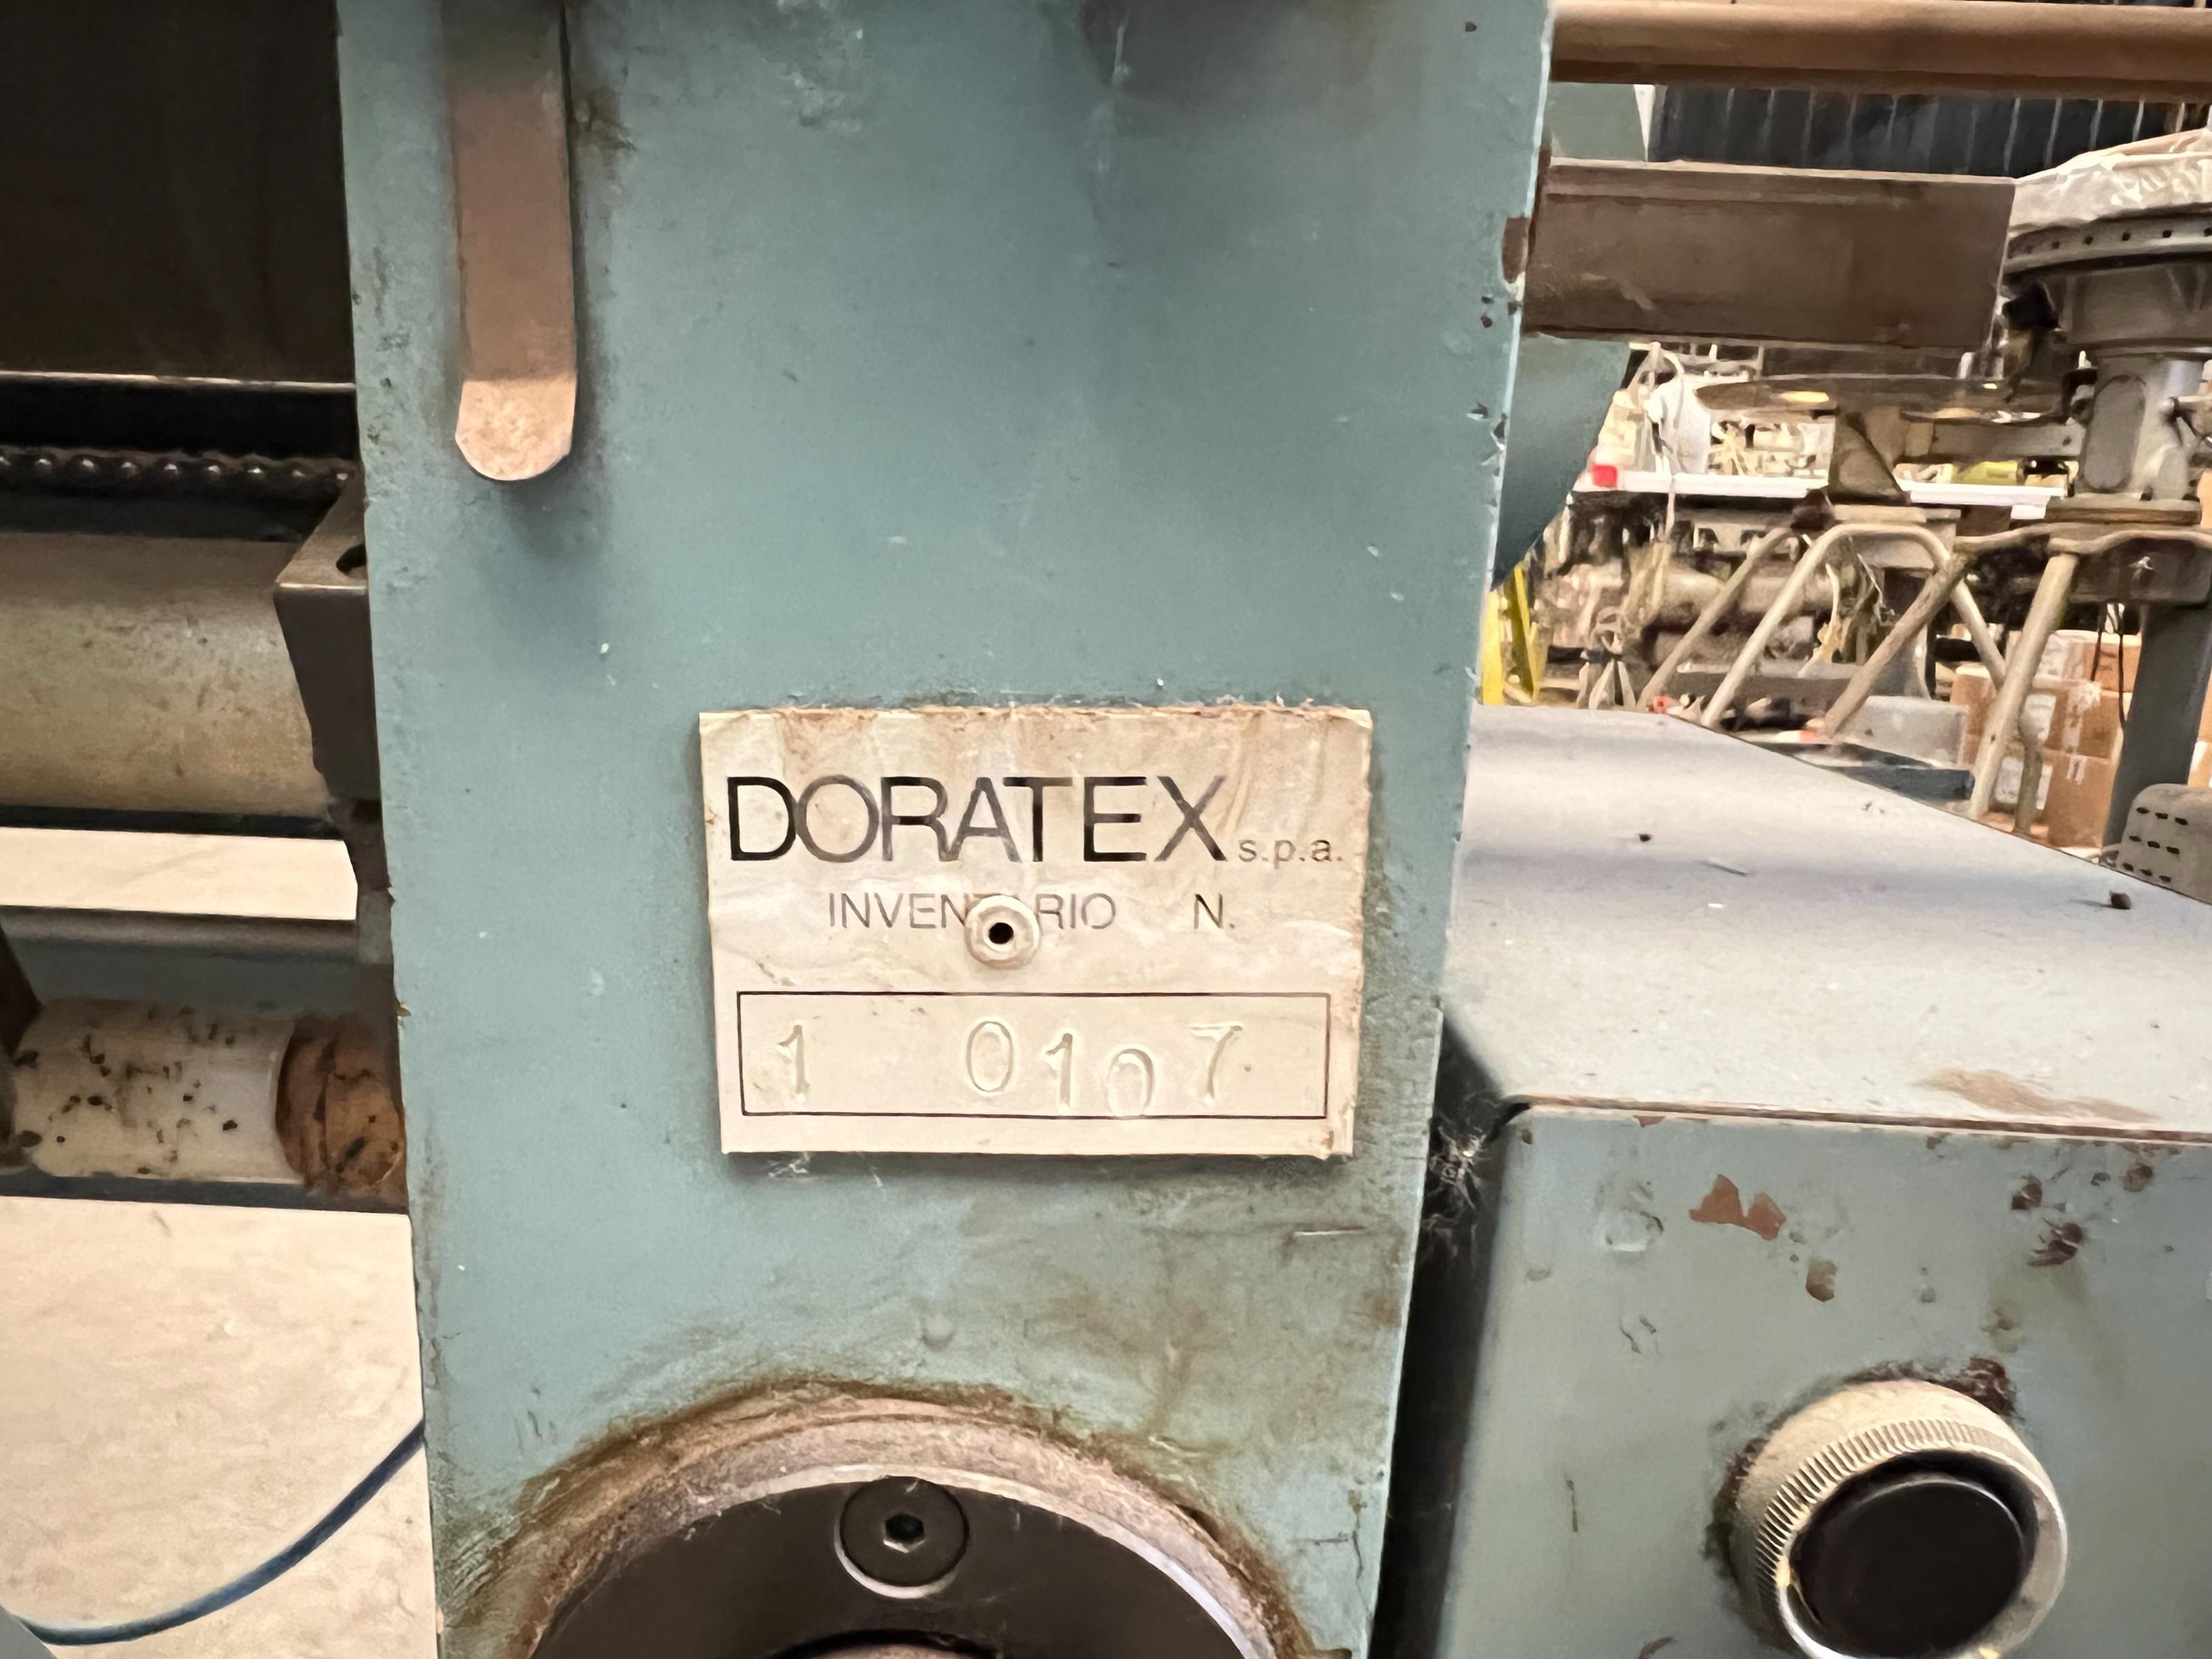 DORATEX s.p.a.
INVENTARIO N.
1 0107